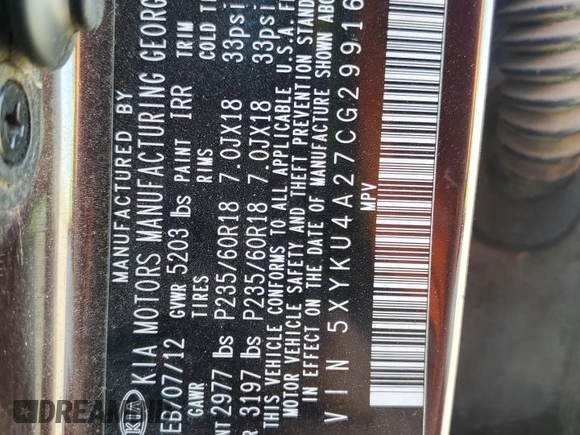 MANUFACTURED BY
KIA MOTORS MANUFACTURING GEORG
EB/07/12 PAINT IRR TRIM
GVWR 5203 lbs
GAWR TIRES RIMS COLD TI
NT 2977 lbs P235/60R18 7.0JX18 33psi
R 3197 lbs P235/60R18 7.0JX18 33psi
THIS VEHICLE CONFORMS TO ALL APPLICABLE U.S.A. FE
MOTOR VEHICLE SAFETY AND THEFT PREVENTION STAND
IN EFFECT ON THE DATE OF MANUFACTURE SHOWN ABO
VIN 5XYKU4A27CG29916
MPV